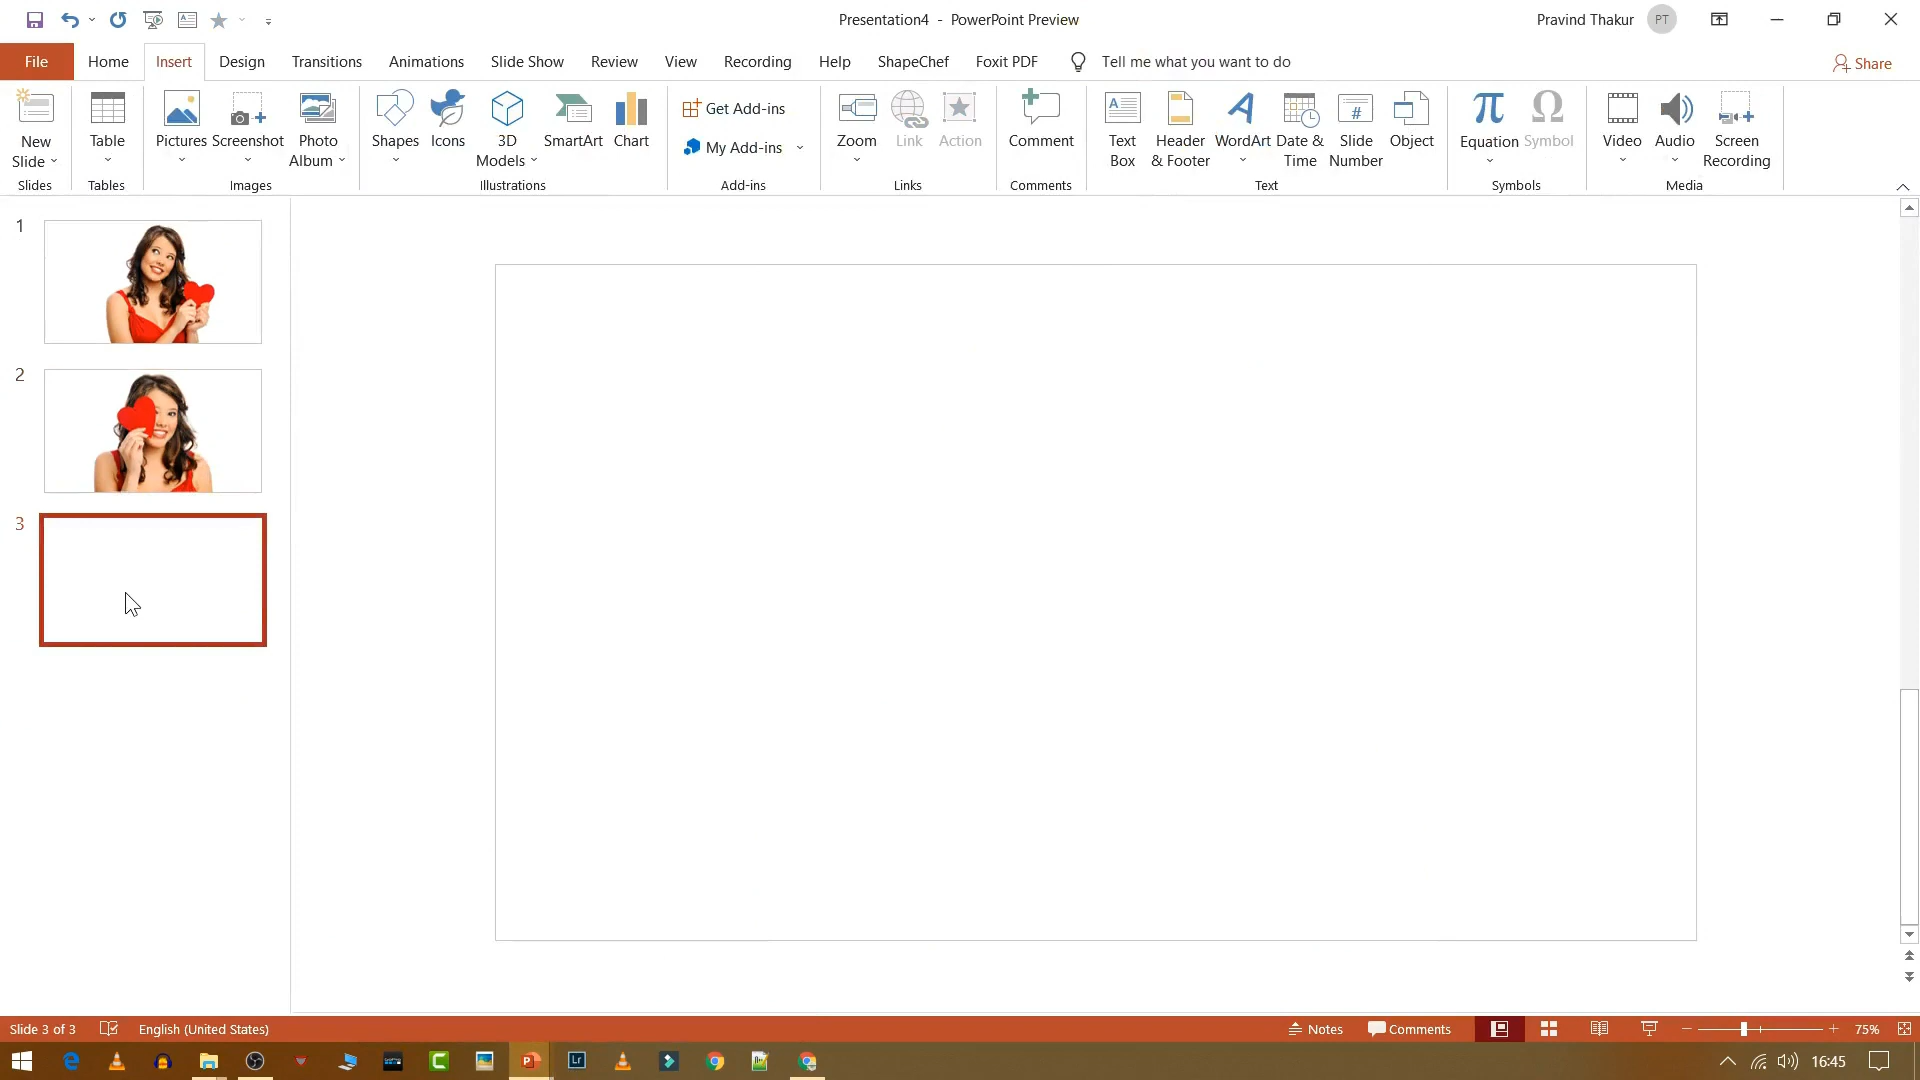 Presentation4 - PowerPoint Preview
Pravind Thakur PT
File Home Insert Design Transitions Animations Slide Show Review View Recording Help ShapeChef Foxit PDF Tell me what you want to do Share
New Slide
Table
Pictures
Screenshot
Photo Album
Shapes
Icons
3D Models
SmartArt
Chart
Get Add-ins
My Add-ins
Zoom
Link
Action
Comment
Text Box
Header & Footer
WordArt
Date & Time
Slide Number
Object
Equation
Symbol
Video
Audio
Screen Recording
Slides Tables Images Illustrations Add-ins Links Comments Text Symbols Media
1
2
3
Slide 3 of 3 English (United States) Notes Comments 75%
16:45